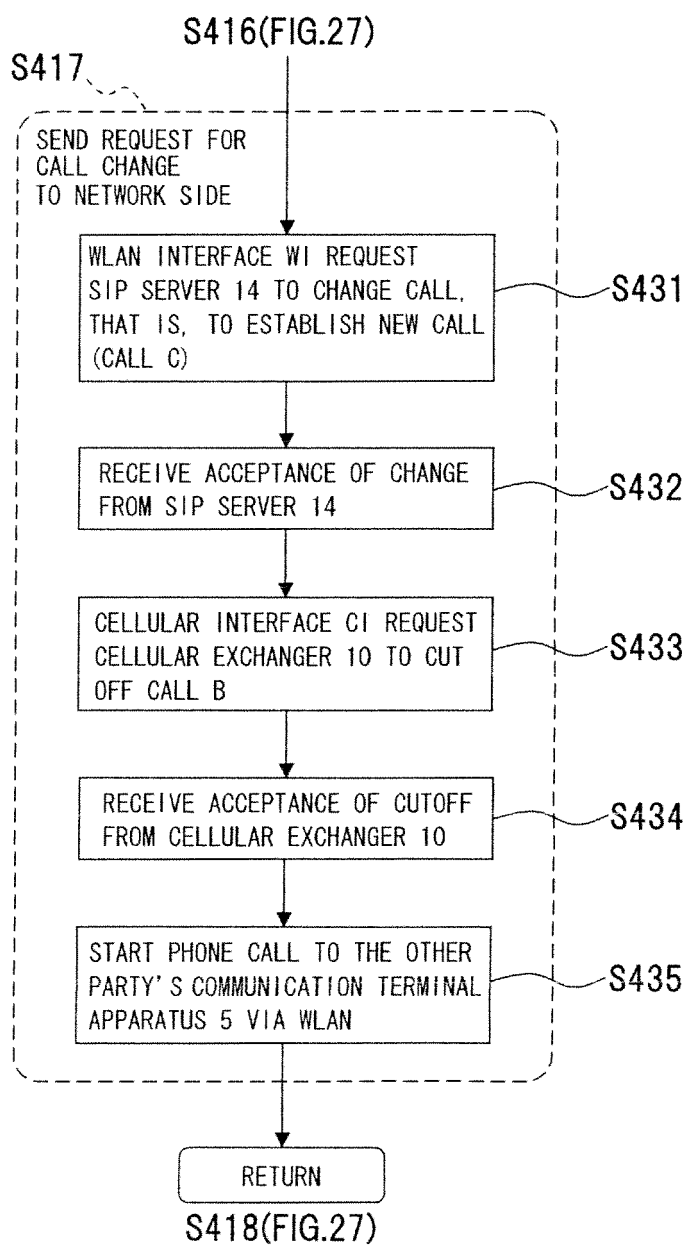 S416(FIG.27)
S417
SEND REQUEST FOR
CALL CHANGE
TO NETWORK SIDE
WLAN INTERFACE WI REQUEST
SIP SERVER 14 TO CHANGE CALL,
THAT IS, TO ESTABLISH NEW CALL
(CALL C)
S431
RECEIVE ACCEPTANCE OF CHANGE
FROM SIP SERVER 14
S432
CELLULAR INTERFACE CI REQUEST
CELLULAR EXCHANGER 10 TO CUT
OFF CALL B
S433
RECEIVE ACCEPTANCE OF CUTOFF
FROM CELLULAR EXCHANGER 10
S434
START PHONE CALL TO THE OTHER
PARTY'S COMMUNICATION TERMINAL
APPARATUS 5 VIA WLAN
S435
RETURN
S418(FIG.27)